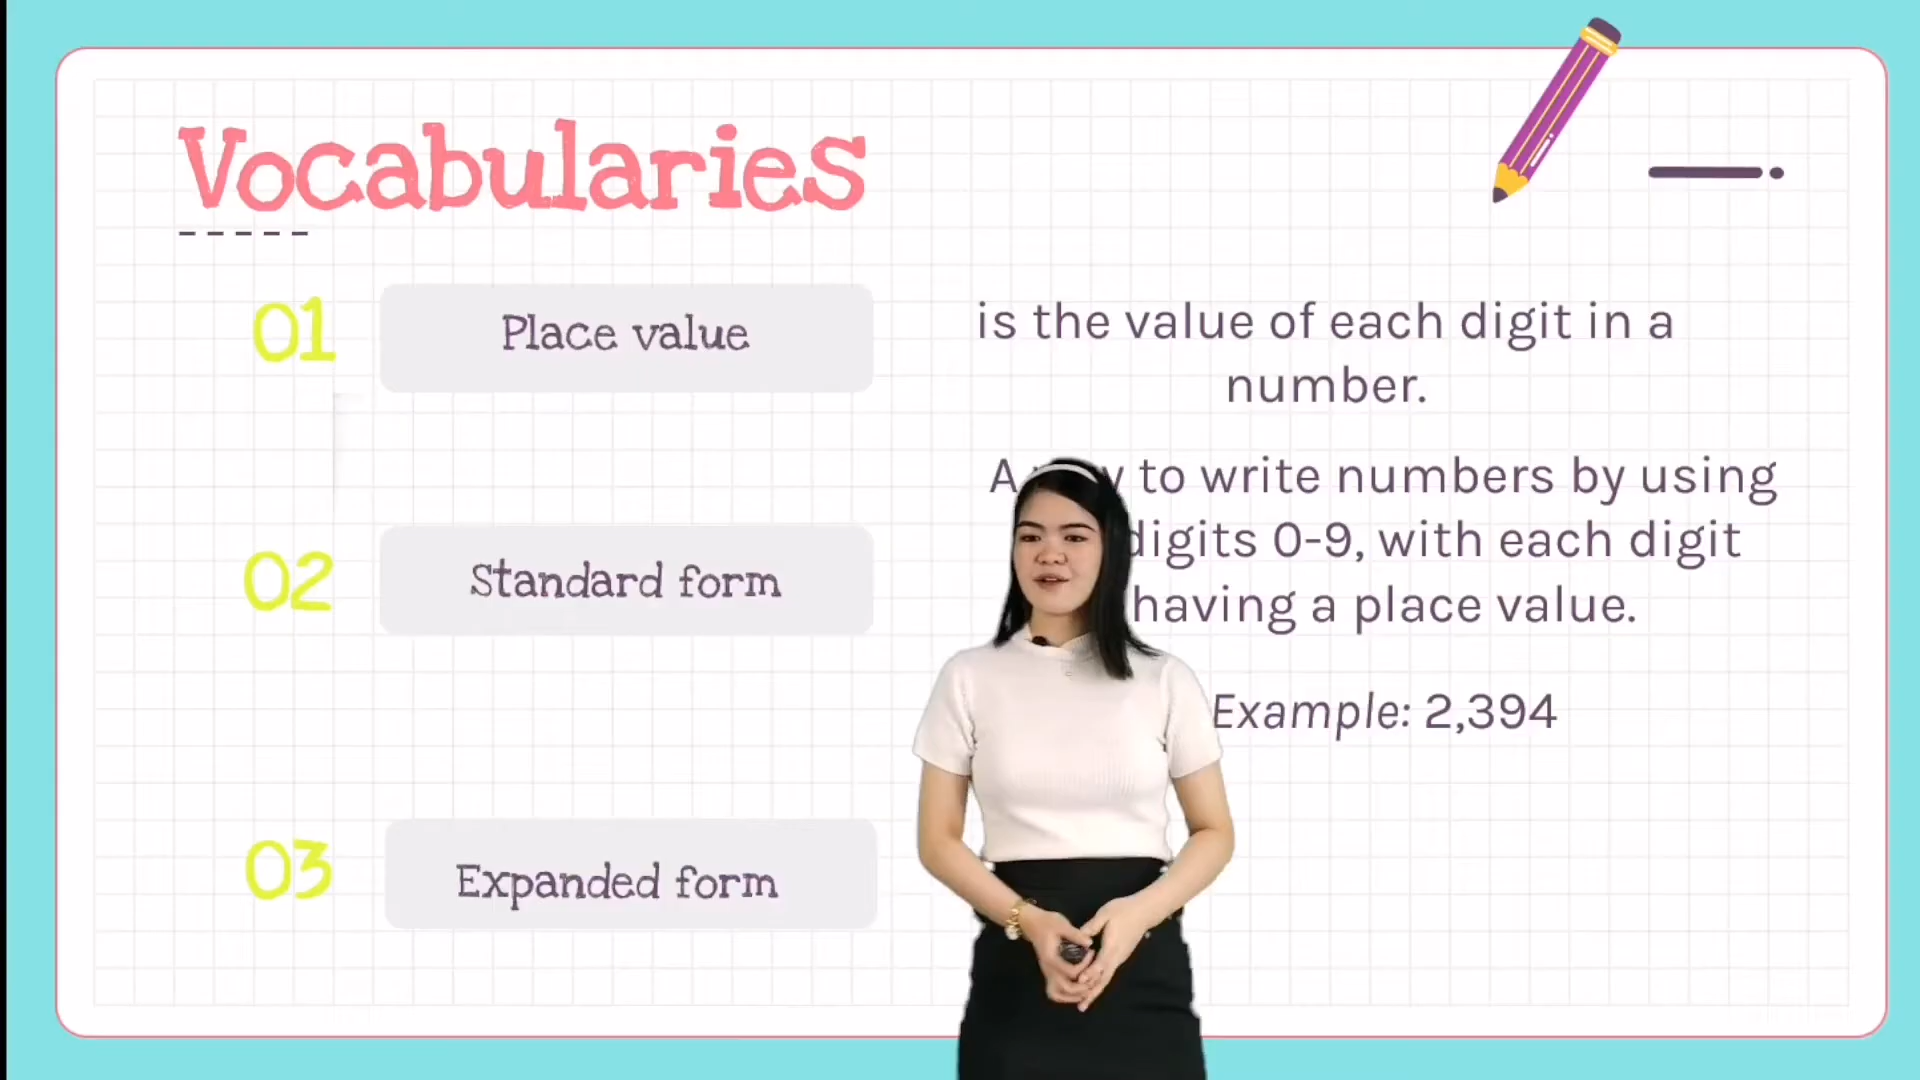 Vocabularies
01 Place value
is the value of each digit in a
number.
A to write numbers by using
digits 0-9, with each digit
having a place value.
02 Standard form
Example: 2,394
03 Expanded form